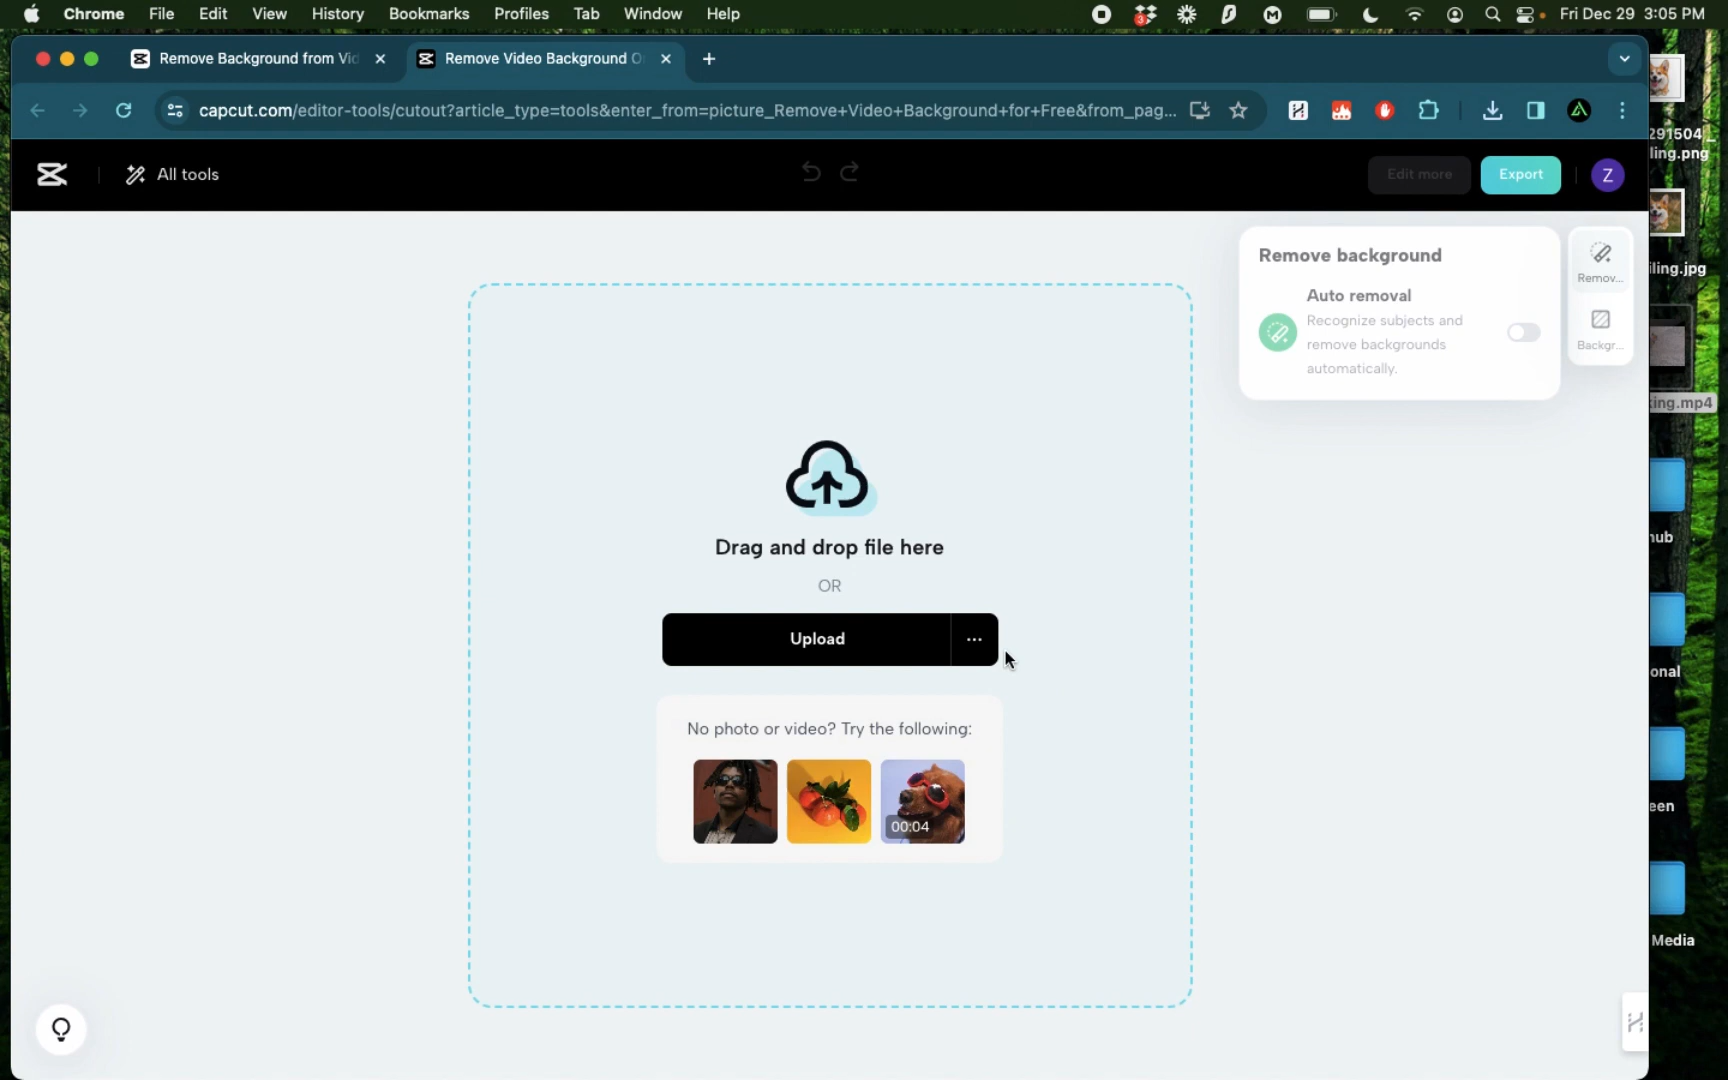 Chrome File Edit View History Bookmarks Profiles Tab Window Help 3 Fri Dec 29 3:05 PM
Remove Background from Vid Remove Video Background O
capcut.com/editor-tools/cutout?article_type=tools&enter_from=picture_Remove+Video+Background+for+Free&from_pag...
All tools Edit more Export Z
Remove background
Auto removal
Recognize subjects and
remove backgrounds
automatically.
Remov...
Backgr...
Drag and drop file here
OR
Upload ...
No photo or video? Try the following:
00:04
291504_
ling.png
iling.jpg
king.mp4
hub
onal
een
Media